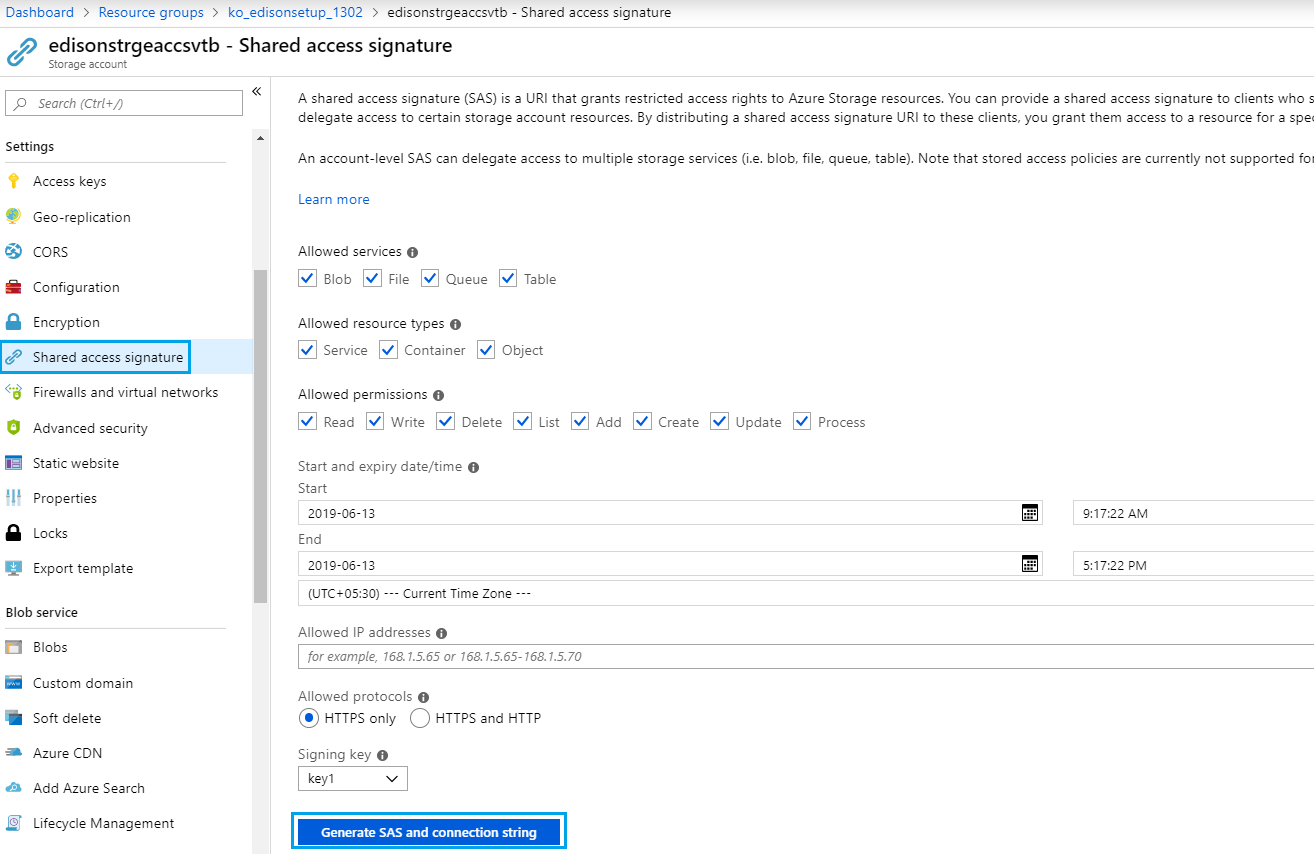 Dashboard > Resource groups > ko_edisonsetup_1302 > edisonstrgeaccsvtb - Shared access signature
edisonstrgeaccsvtb - Shared access signature
Storage account
Search (Ctrl+/)
«
Settings
Access keys
Geo-replication
CORS
Configuration
Encryption
Shared access signature
Firewalls and virtual networks
Advanced security
Static website
Properties
Locks
Export template
Blob service
Blobs
Custom domain
Soft delete
Azure CDN
Add Azure Search
Lifecycle Management
A shared access signature (SAS) is a URI that grants restricted access rights to Azure Storage resources. You can provide a shared access signature to clients who s
delegate access to certain storage account resources. By distributing a shared access signature URI to these clients, you grant them access to a resource for a spe
An account-level SAS can delegate access to multiple storage services (i.e. blob, file, queue, table). Note that stored access policies are currently not supported for
Learn more
Allowed services
Blob File Queue Table
Allowed resource types
Service Container Object
Allowed permissions
Read Write Delete List Add Create Update Process
Start and expiry date/time
Start
2019-06-13 9:17:22 AM
End
2019-06-13 5:17:22 PM
(UTC+05:30) --- Current Time Zone ---
Allowed IP addresses
for example, 168.1.5.65 or 168.1.5.65-168.1.5.70
Allowed protocols
HTTPS only HTTPS and HTTP
Signing key
key1
Generate SAS and connection string